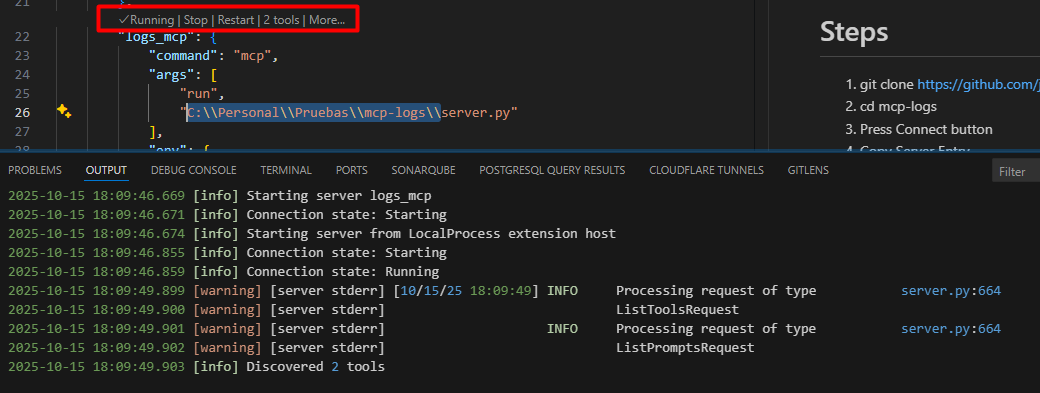 21
},
✓Running | Stop | Restart | 2 tools | More...
22 "logs_mcp": {
23 "command": "mcp",
24 "args": [
25 "run",
26 "C:\\Personal\\Pruebas\\mcp-logs\\server.py"
27 ],
28 "env": {
Steps
1. git clone https://github.com/j
2. cd mcp-logs
3. Press Connect button
4. Copy Server Entry
PROBLEMS OUTPUT DEBUG CONSOLE TERMINAL PORTS SONARQUBE POSTGRESQL QUERY RESULTS CLOUDFLARE TUNNELS GITLENS Filter
2025-10-15 18:09:46.669 [info] Starting server logs_mcp
2025-10-15 18:09:46.671 [info] Connection state: Starting
2025-10-15 18:09:46.674 [info] Starting server from LocalProcess extension host
2025-10-15 18:09:46.855 [info] Connection state: Starting
2025-10-15 18:09:46.859 [info] Connection state: Running
2025-10-15 18:09:49.899 [warning] [server stderr] [10/15/25 18:09:49] INFO Processing request of type server.py:664
2025-10-15 18:09:49.900 [warning] [server stderr] ListToolsRequest
2025-10-15 18:09:49.901 [warning] [server stderr] INFO Processing request of type server.py:664
2025-10-15 18:09:49.902 [warning] [server stderr] ListPromptsRequest
2025-10-15 18:09:49.903 [info] Discovered 2 tools